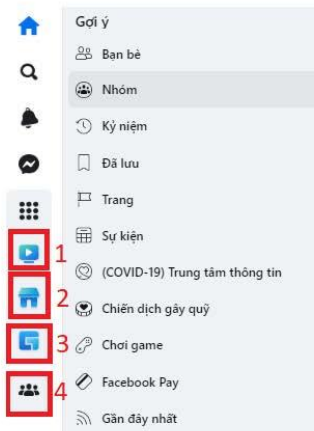 Gợi ý
Bạn bè
Nhóm
Kỷ niệm
Đã lưu
Trang
Sự kiện
1
(COVID-19) Trung tâm thông tin
2
Chiến dịch gây quỹ
3
Chơi game
4
Facebook Pay
Gần đây nhất